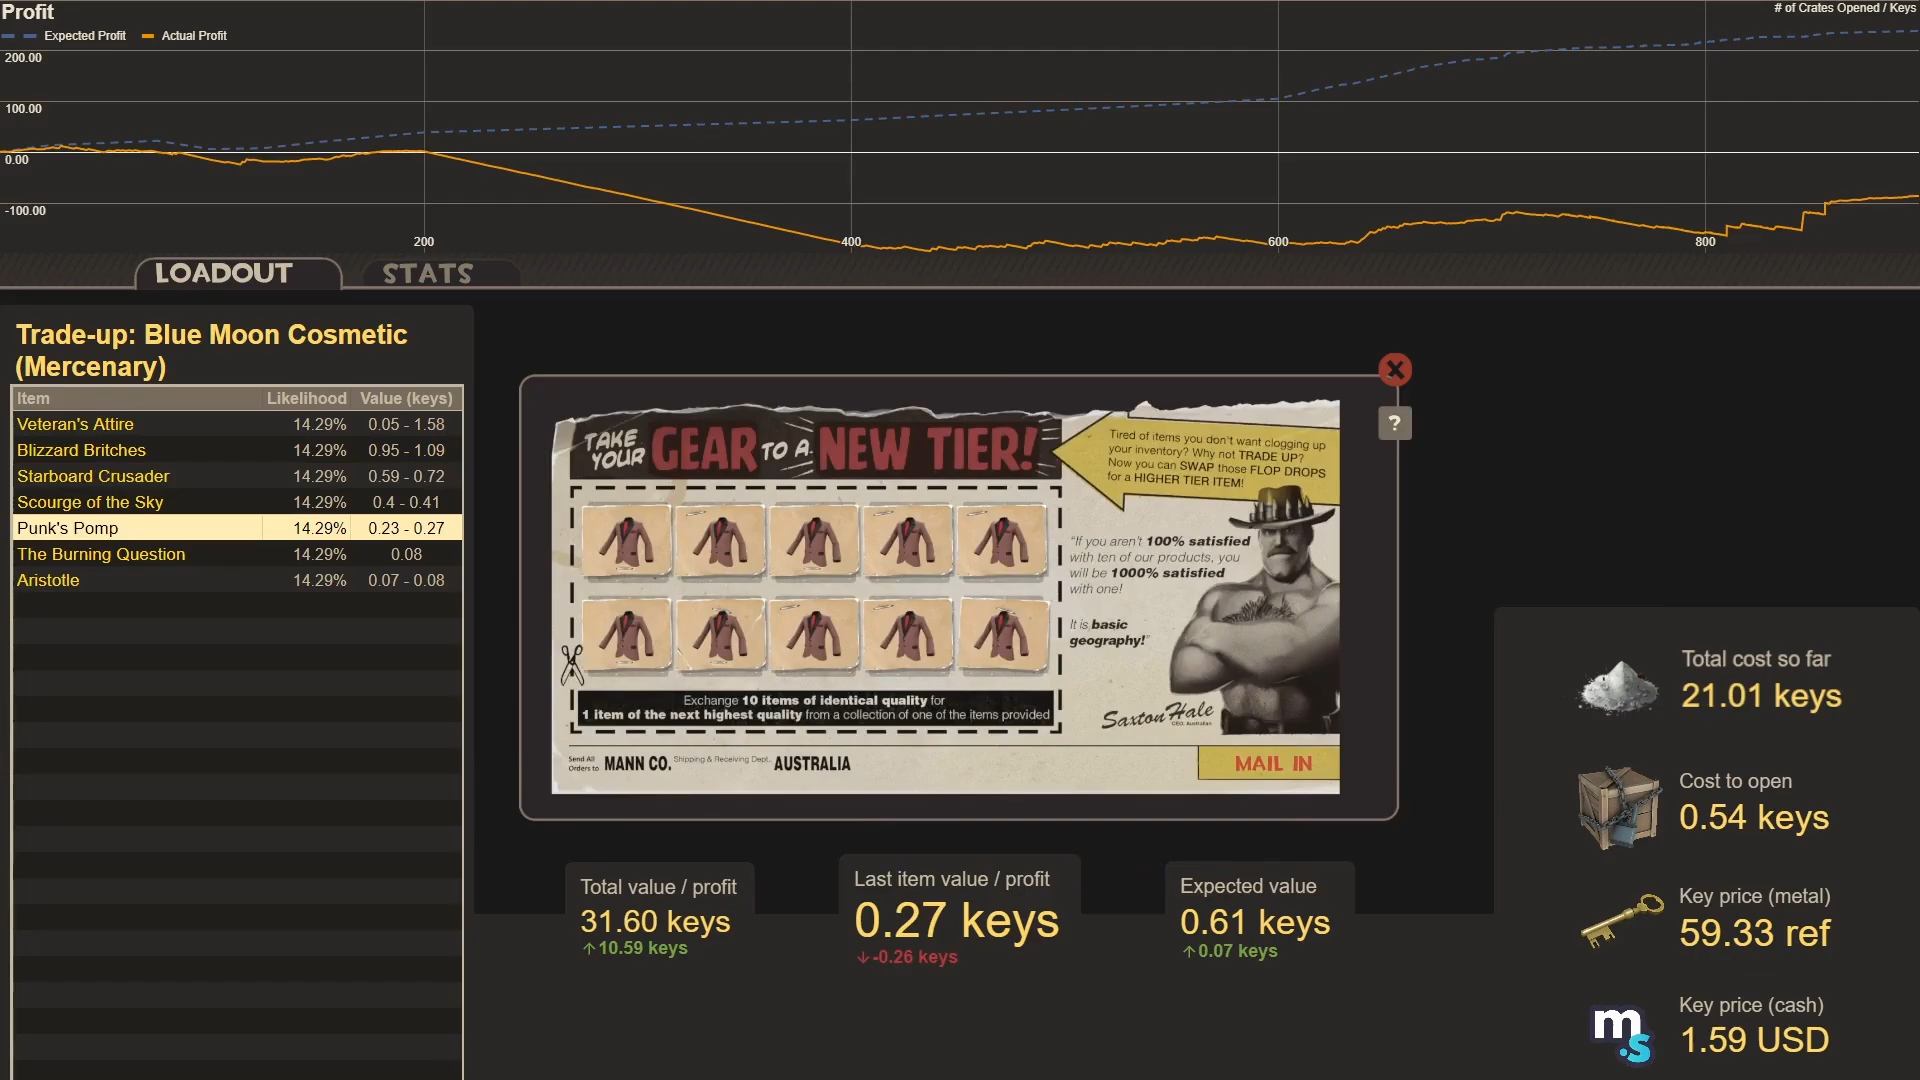 Profit
# of Crates Opened / Keys
Expected Profit
Actual Profit
200.00
100.00
0.00
-100.00
200
400
600
800
LOADOUT
STATS
Trade-up: Blue Moon Cosmetic
(Mercenary)
Item Likelihood Value (keys)
Veteran's Attire 14.29% 0.05 - 1.58
Blizzard Britches 14.29% 0.95 - 1.09
Starboard Crusader 14.29% 0.59 - 0.72
Scourge of the Sky 14.29% 0.4 - 0.41
Punk's Pomp 14.29% 0.23 - 0.27
The Burning Question 14.29% 0.08
Aristotle 14.29% 0.07 - 0.08
?
TAKE YOUR GEAR TO A NEW TIER!
Tired of items you don't want clogging up
your inventory? Why not TRADE UP?
Now you can SWAP those FLOP DROPS
for a HIGHER TIER ITEM!
"If you aren't 100% satisfied
with ten of our products, you
will be 1000% satisfied
with one!
It is basic
geography!"
Exchange 10 items of identical quality for
1 item of the next highest quality from a collection of one of the items provided
Saxton Hale
CEO, Australian
Send All
Orders to MANN CO. Shipping & Receiving Dept. AUSTRALIA
MAIL IN
Total value / profit
31.60 keys
↑10.59 keys
Last item value / profit
0.27 keys
↓-0.26 keys
Expected value
0.61 keys
↑0.07 keys
Total cost so far
21.01 keys
Cost to open
0.54 keys
Key price (metal)
59.33 ref
Key price (cash)
1.59 USD
m.s